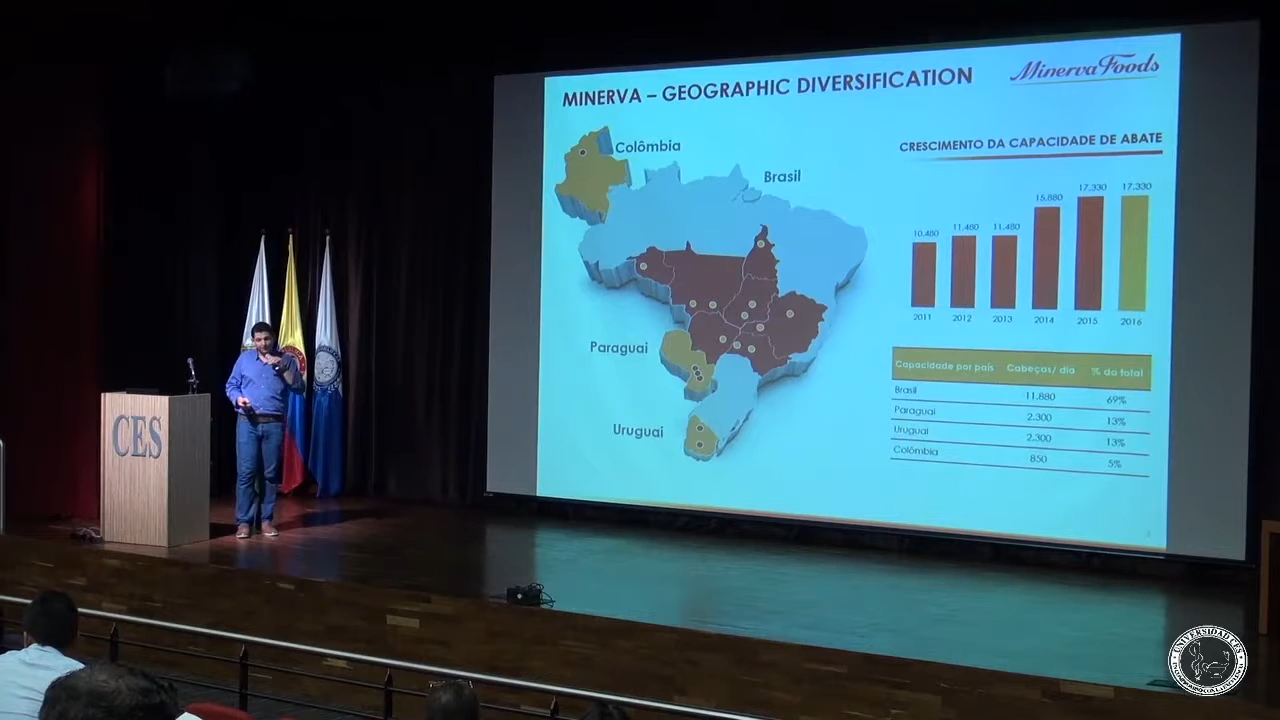 MINERVA – GEOGRAPHIC DIVERSIFICATION
Minerva Foods
Colômbia
Brasil
Paraguai
Uruguai
CRESCIMENTO DA CAPACIDADE DE ABATE
10.480
11.480
11.480
15.880
17.330
17.330
2011
2012
2013
2014
2015
2016
Capacidade por país Cabeças/ dia % do total
Brasil 11.880 69%
Paraguai 2.300 13%
Uruguai 2.300 13%
Colômbia 850 5%
CES
UNIVERSIDAD CES